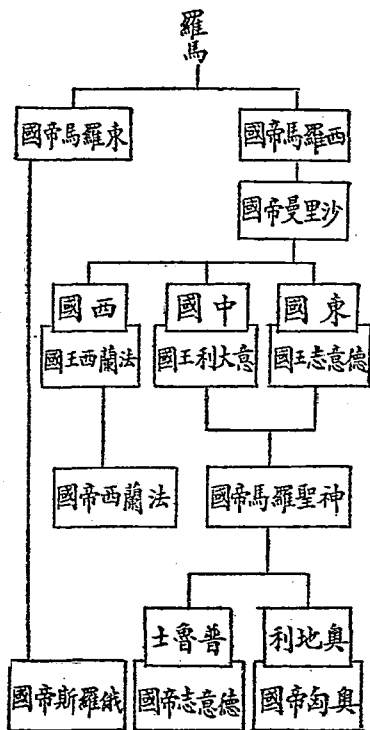 羅馬
西羅馬帝國
東羅馬帝國
沙里曼帝國
東國
德意志王國
中國
意大利王國
西國
法蘭西王國
神聖羅馬帝國
法蘭西帝國
奧地利
奧匈帝國
普魯士
德意志帝國
俄羅斯帝國